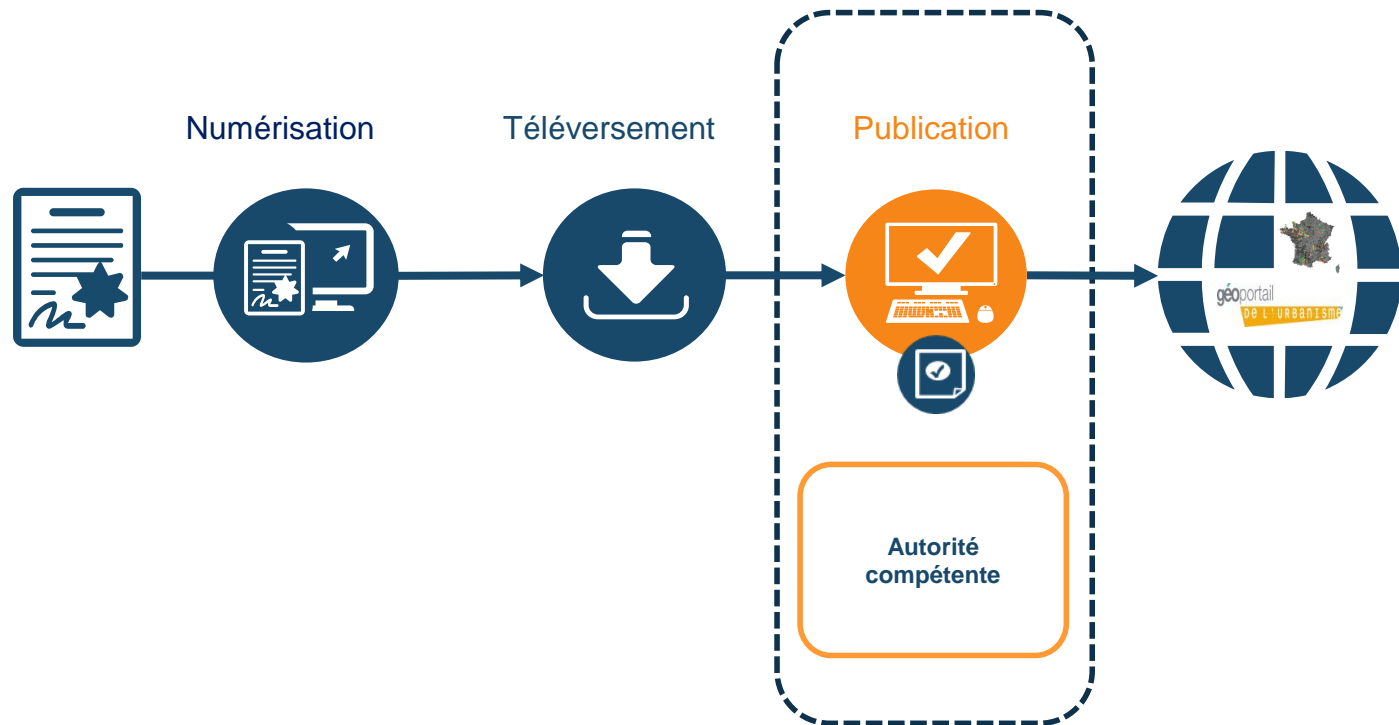 Numérisation
Téléversement
Publication
géoportail
DE L'URBANISME
Autorité
compétente